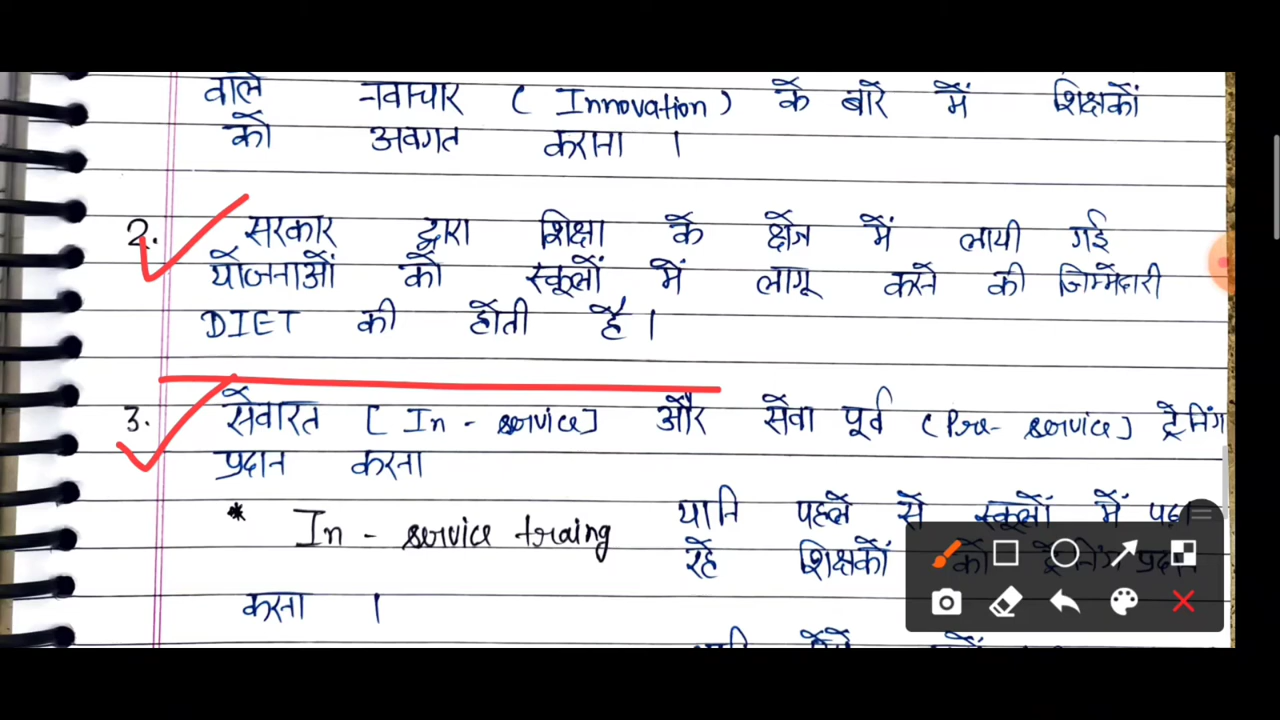 वाले नवाचार ( Innovation ) के बारे में शिक्षकों
को अवगत कराना ।
2. सरकार द्वारा शिक्षा के क्षेत्र में लायी गई
योजनाओं को स्कूलों में लागू करने की जिम्मेदारी
DIET की होती है ।
3. सेवारत [ In - service ] और सेवा पूर्व ( Pre - service ] ट्रेनिंग
प्रदान करना
* In - service traing यानि पहले से स्कूलों में पढ़ा
रहे शिक्षकों को ट्रेनिंग प्रदान
करना ।